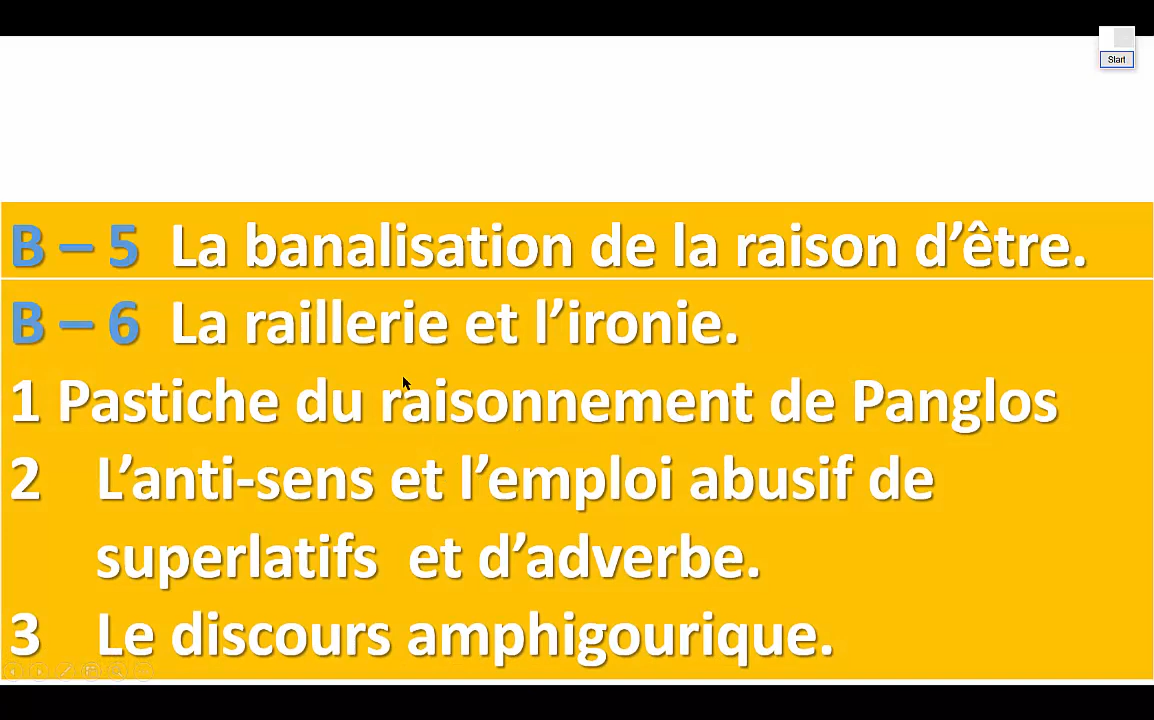 Start
B – 5 La banalisation de la raison d’être.
B – 6 La raillerie et l’ironie.
1 Pastiche du raisonnement de Panglos
2 L’anti-sens et l’emploi abusif de
superlatifs et d’adverbe.
3 Le discours amphigourique.